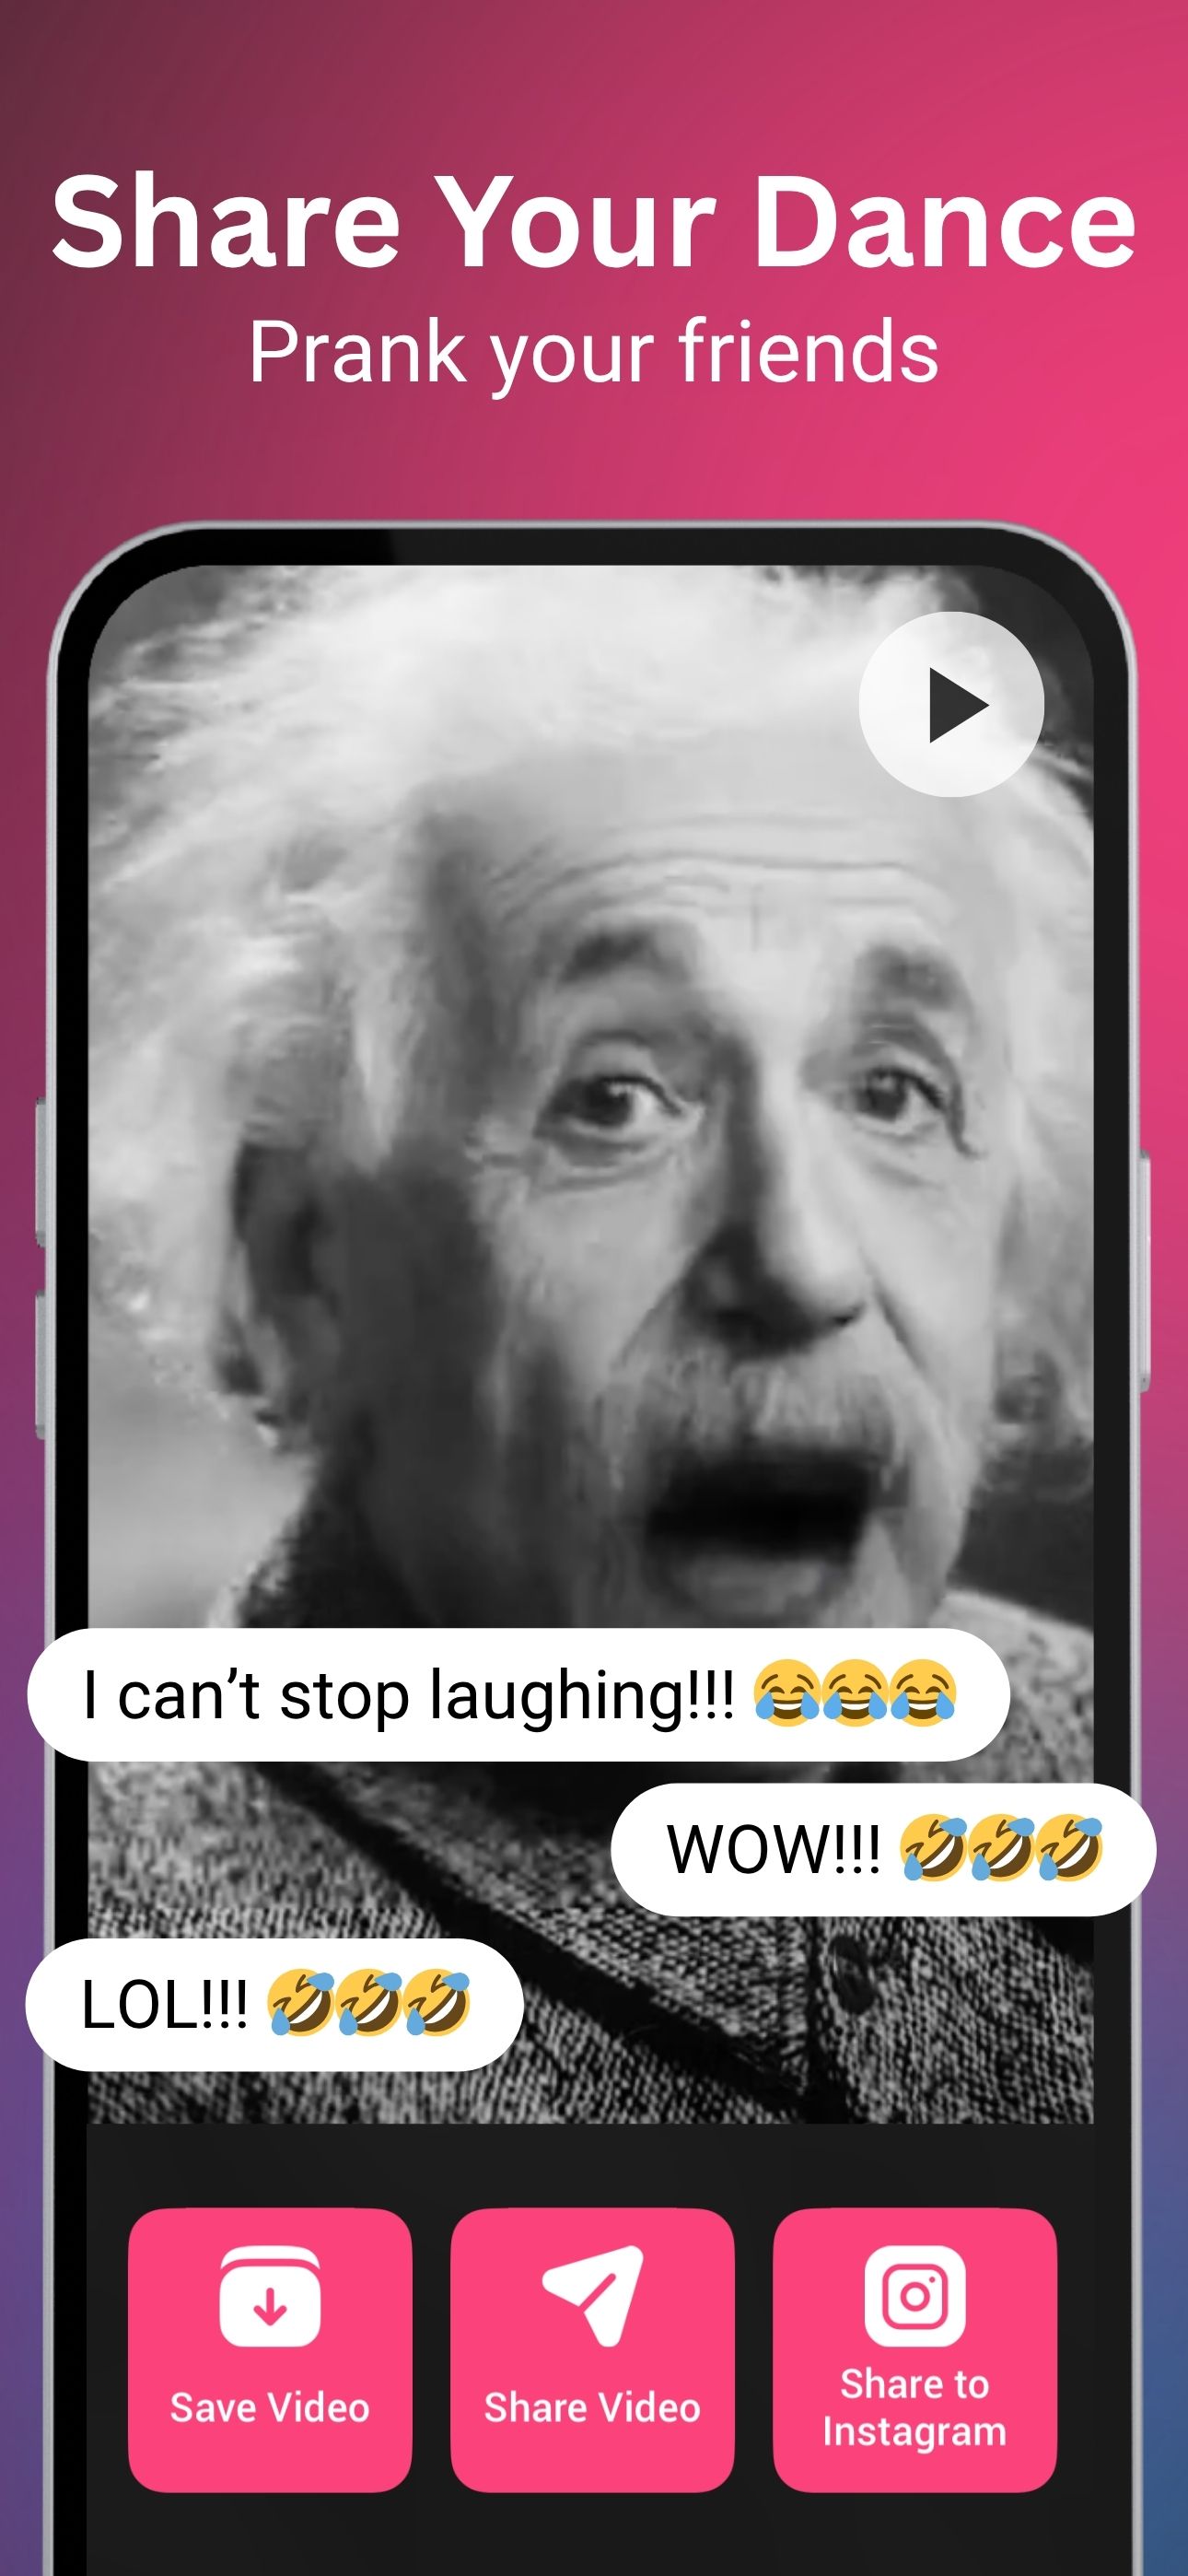 Share Your Dance
Prank your friends
I can’t stop laughing!!! 😂😂😂
WOW!!! 🤣🤣🤣
LOL!!! 🤣🤣🤣
Save Video
Share Video
Share to
Instagram